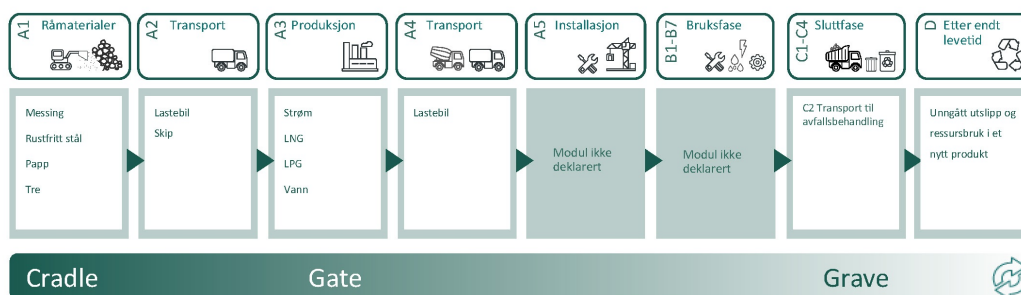 A1 Råmaterialer
A2 Transport
A3 Produksjon
A4 Transport
A5 Installasjon
B1-B7 Bruksfase
C1-C4 Sluttfase
D Etter endt
levetid
Messing
Rustfritt stål
Papp
Tre
Lastebil
Skip
Strøm
LNG
LPG
Vann
Lastebil
Modul ikke
deklarert
Modul ikke
deklarert
C2 Transport til
avfallsbehandling
Unngått utslipp og
ressursbruk i et
nytt produkt
Cradle
Gate
Grave